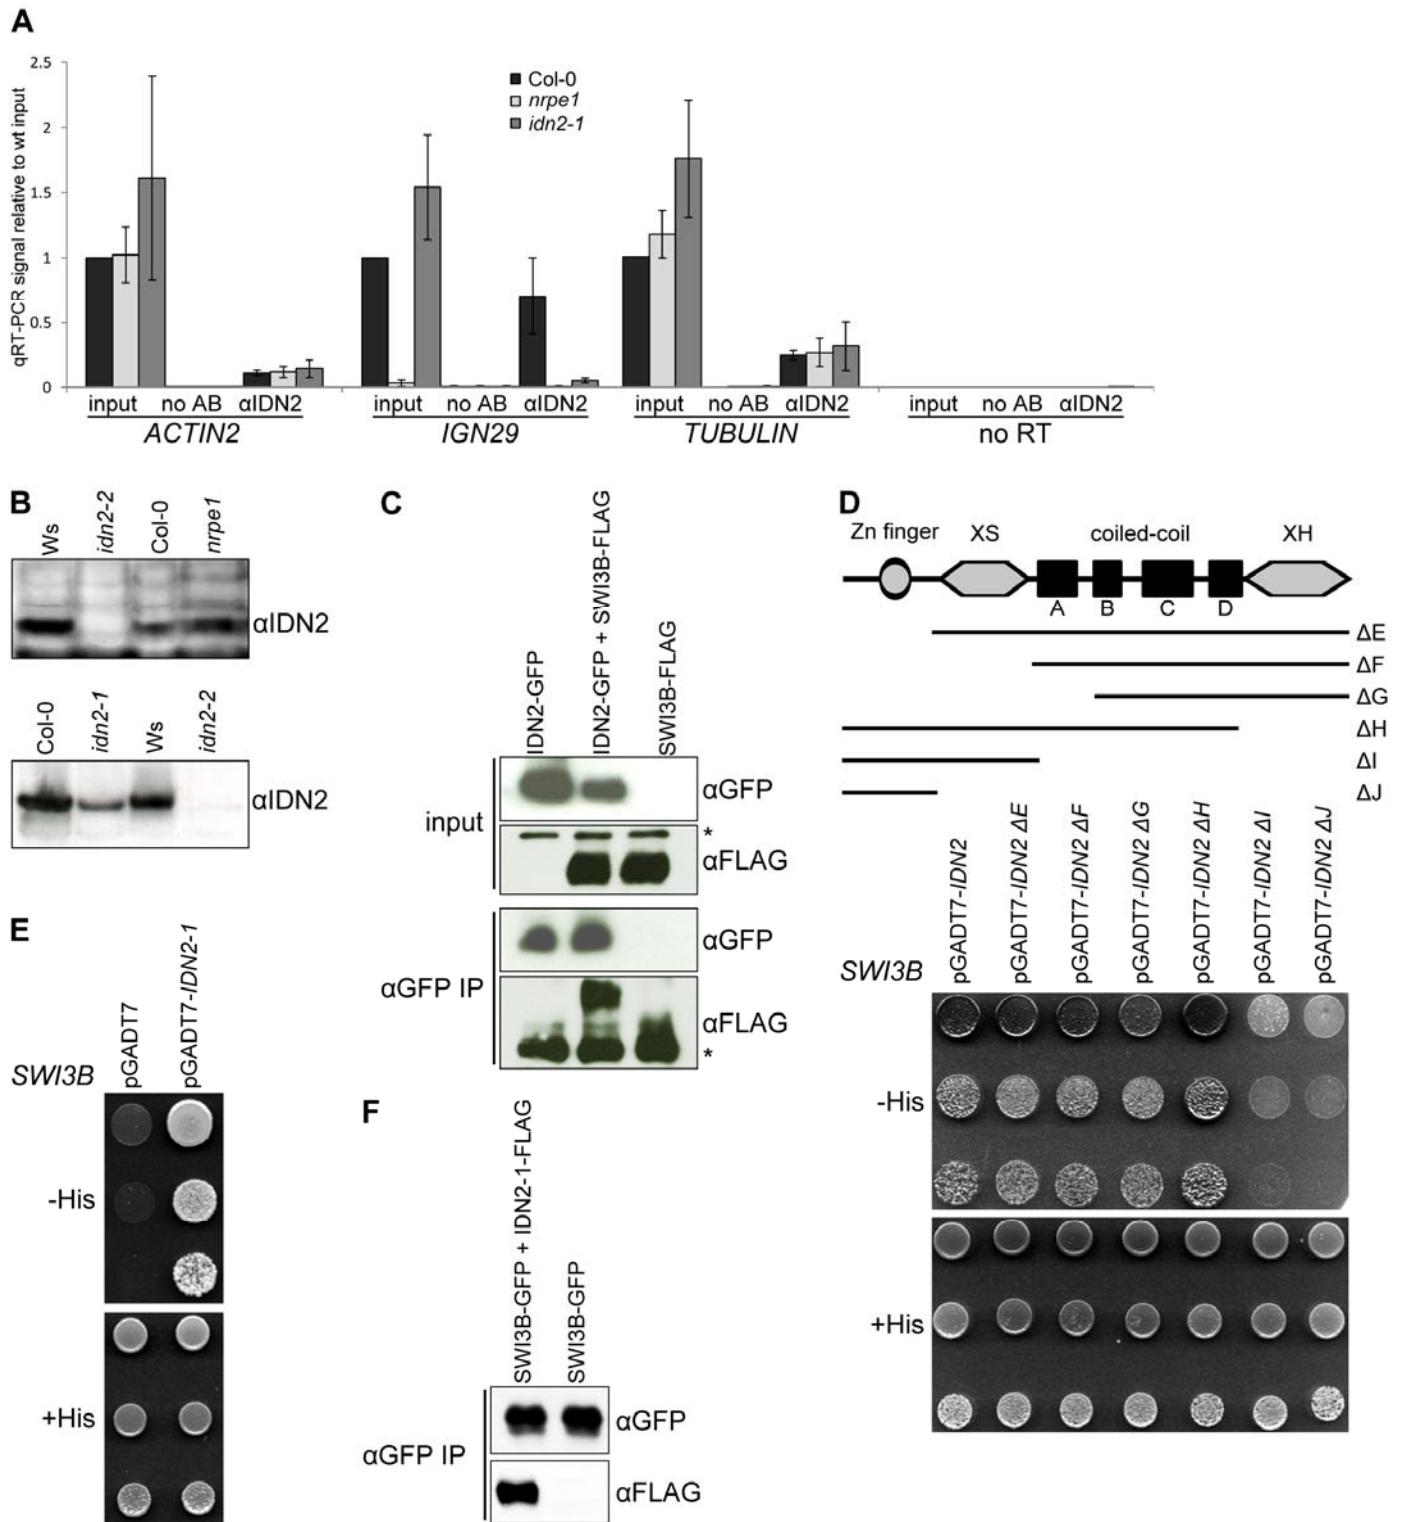 A
qRT-PCR signal relative to wt input
2.5
2
1.5
1
0.5
0
Col-0
nrpe1
idn2-1
input no AB αIDN2
ACTIN2
input no AB αIDN2
IGN29
input no AB αIDN2
TUBULIN
input no AB αIDN2
no RT
B
Ws
idn2-2
Col-0
nrpe1
αIDN2
Col-0
idn2-1
Ws
idn2-2
αIDN2
C
IDN2-GFP
IDN2-GFP + SWI3B-FLAG
SWI3B-FLAG
input
αGFP
*
αFLAG
αGFP IP
αGFP
αFLAG
*
D
Zn finger XS coiled-coil XH
A B C D
ΔE
ΔF
ΔG
ΔH
ΔI
ΔJ
pGADT7-IDN2
pGADT7-IDN2 ΔE
pGADT7-IDN2 ΔF
pGADT7-IDN2 ΔG
pGADT7-IDN2 ΔH
pGADT7-IDN2 ΔI
pGADT7-IDN2 ΔJ
SWI3B
-His
+His
E
pGADT7
pGADT7-IDN2-1
SWI3B
-His
+His
F
SWI3B-GFP + IDN2-1-FLAG
SWI3B-GFP
αGFP IP
αGFP
αFLAG